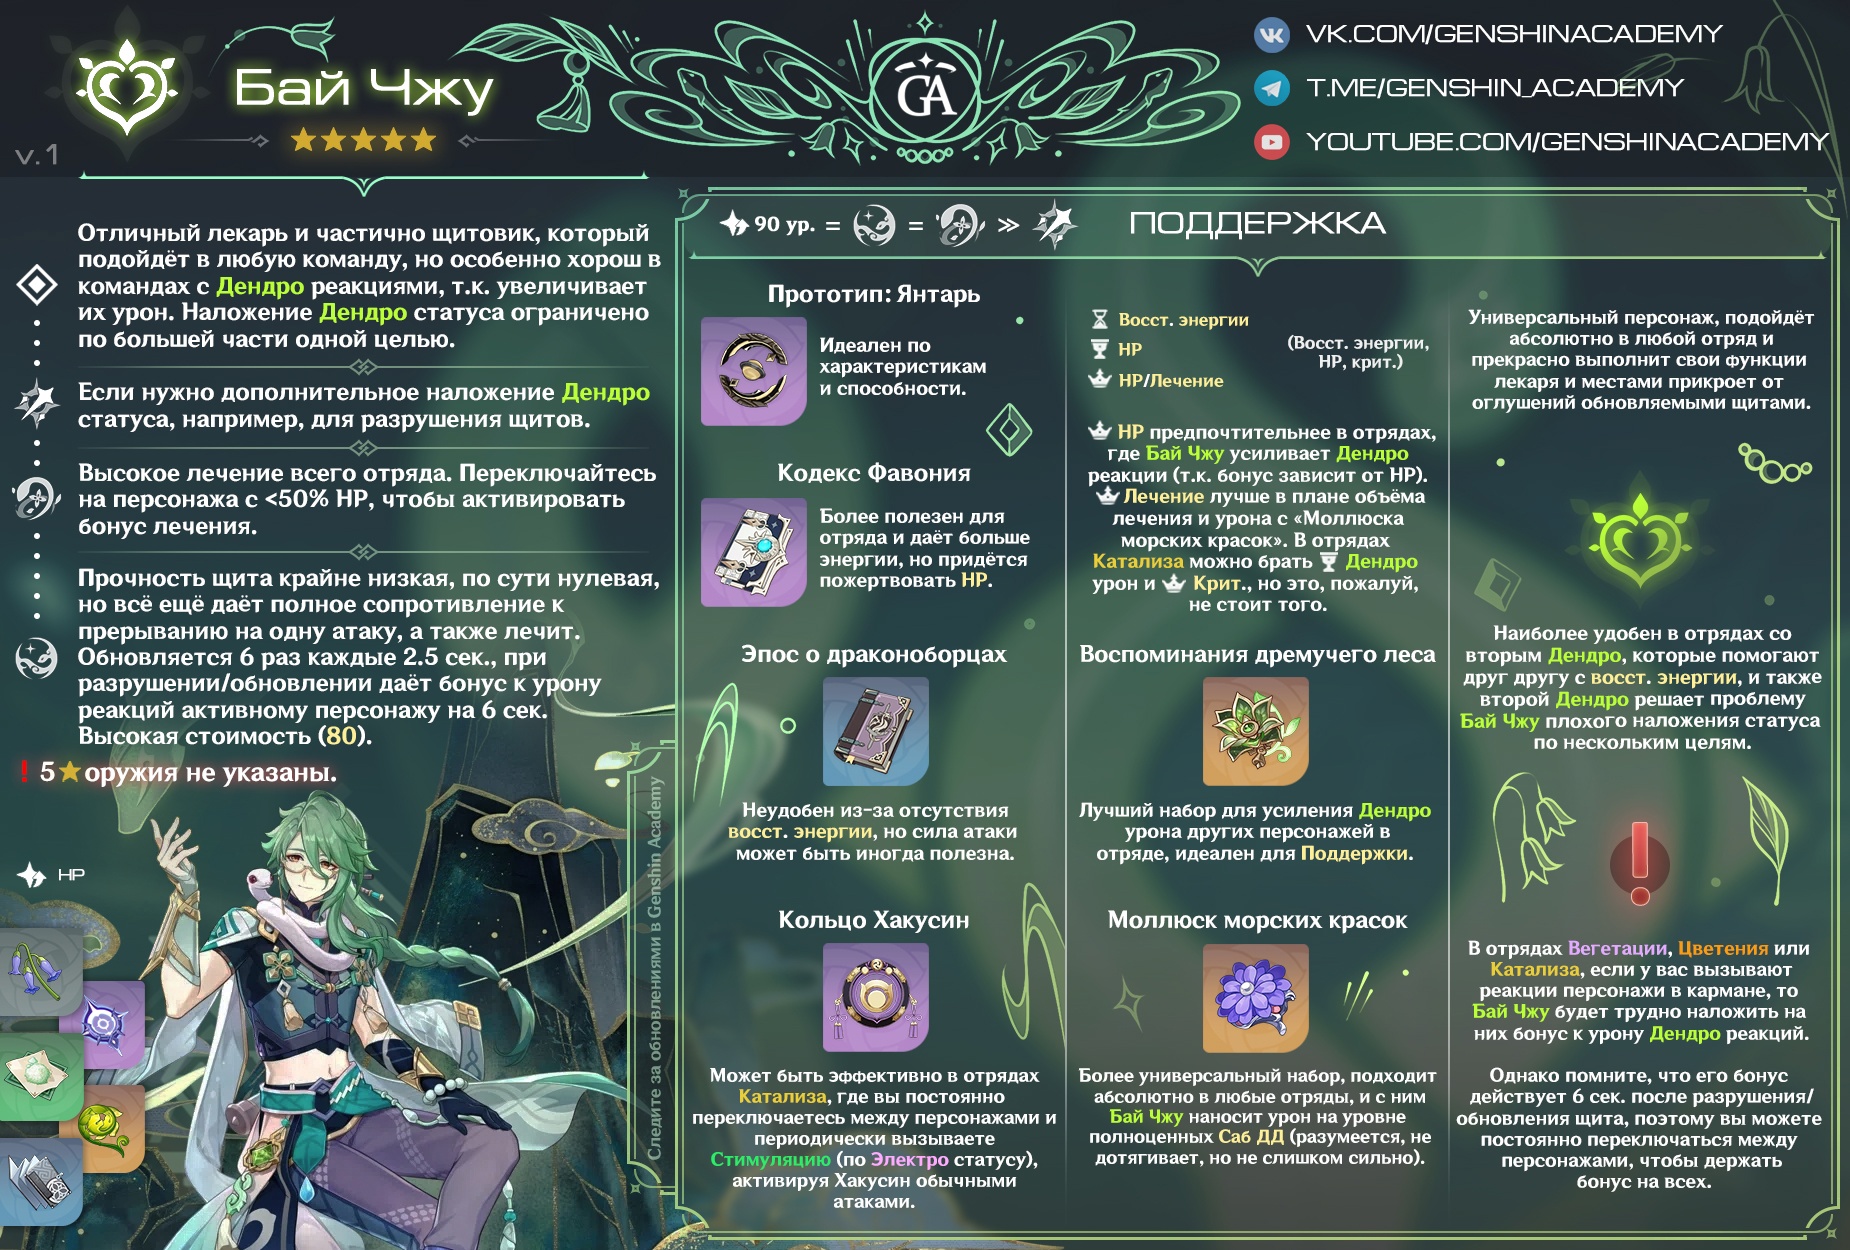 Бай Чжу
v.1
VK.COM/GENSHINACADEMY
T.ME/GENSHIN_ACADEMY
YOUTUBE.COM/GENSHINACADEMY
GA
Отличный лекарь и частично щитовик, который
подойдёт в любую команду, но особенно хорош в
командах с Дендро реакциями, т.к. увеличивает
их урон. Наложение Дендро статуса ограничено
по большей части одной целью.
Если нужно дополнительное наложение Дендро
статуса, например, для разрушения щитов.
Высокое лечение всего отряда. Переключайтесь
на персонажа с <50% HP, чтобы активировать
бонус лечения.
Прочность щита крайне низкая, по сути нулевая,
но всё ещё даёт полное сопротивление к
прерыванию на одну атаку, а также лечит.
Обновляется 6 раз каждые 2.5 сек., при
разрушении/обновлении даёт бонус к урону
реакций активному персонажу на 6 сек.
Высокая стоимость (80).
! 5★оружия не указаны.
HP
Следите за обновлениями в Genshin Academy
90 ур. = = >>
ПОДДЕРЖКА
Прототип: Янтарь
Идеален по
характеристикам
и способности.
Кодекс Фавония
Более полезен для
отряда и даёт больше
энергии, но придётся
пожертвовать HP.
Эпос о драконоборцах
Неудобен из-за отсутствия
восст. энергии, но сила атаки
может быть иногда полезна.
Кольцо Хакусин
Может быть эффективно в отрядах
Катализа, где вы постоянно
переключаетесь между персонажами и
периодически вызываете
Стимуляцию (по Электро статусу),
активируя Хакусин обычными
атаками.
Восст. энергии
HP
HP/Лечение
(Восст. энергии,
HP, крит.)
HP предпочтительнее в отрядах,
где Бай Чжу усиливает Дендро
реакции (т.к. бонус зависит от HP).
Лечение лучше в плане объёма
лечения и урона с «Моллюска
морских красок». В отрядах
Катализа можно брать Дендро
урон и Крит., но это, пожалуй,
не стоит того.
Воспоминания дремучего леса
Лучший набор для усиления Дендро
урона других персонажей в
отряде, идеален для Поддержки.
Моллюск морских красок
Более универсальный набор, подходит
абсолютно в любые отряды, и с ним
Бай Чжу наносит урон на уровне
полноценных Саб ДД (разумеется, не
дотягивает, но не слишком сильно).
Универсальный персонаж, подойдёт
абсолютно в любой отряд и
прекрасно выполнит свои функции
лекаря и местами прикроет от
оглушений обновляемыми щитами.
Наиболее удобен в отрядах со
вторым Дендро, которые помогают
друг другу с восст. энергии, и также
второй Дендро решает проблему
Бай Чжу плохого наложения статуса
по нескольким целям.
В отрядах Вегетации, Цветения или
Катализа, если у вас вызывают
реакции персонажи в кармане, то
Бай Чжу будет трудно наложить на
них бонус к урону Дендро реакций.
Однако помните, что его бонус
действует 6 сек. после разрушения/
обновления щита, поэтому вы можете
постоянно переключаться между
персонажами, чтобы держать
бонус на всех.